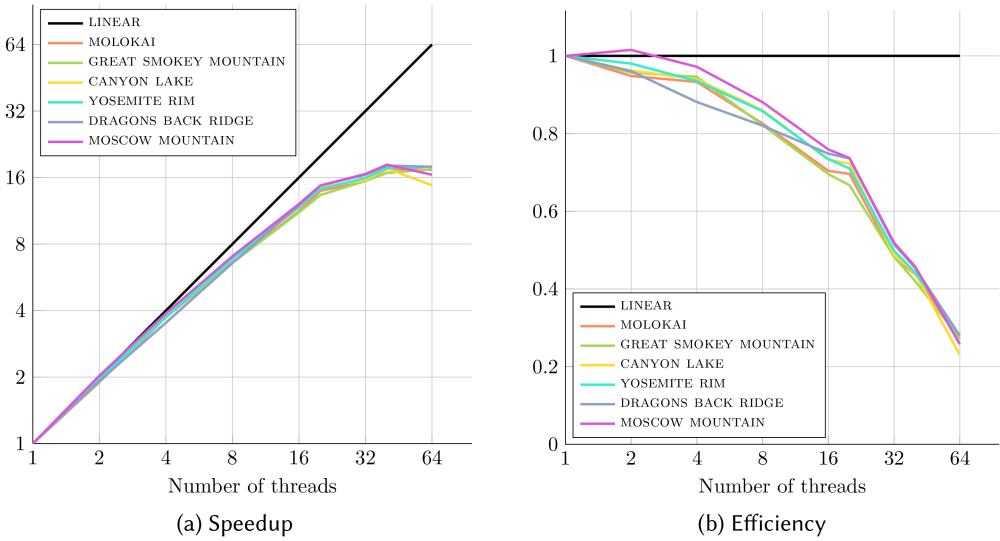 LINEAR
MOLOKAI
GREAT SMOKEY MOUNTAIN
CANYON LAKE
YOSEMITE RIM
DRAGONS BACK RIDGE
MOSCOW MOUNTAIN
64
32
16
8
4
2
1
1 2 4 8 16 32 64
Number of threads
(a) Speedup
1
0.8
0.6
0.4
0.2
0
LINEAR
MOLOKAI
GREAT SMOKEY MOUNTAIN
CANYON LAKE
YOSEMITE RIM
DRAGONS BACK RIDGE
MOSCOW MOUNTAIN
1 2 4 8 16 32 64
Number of threads
(b) Efficiency